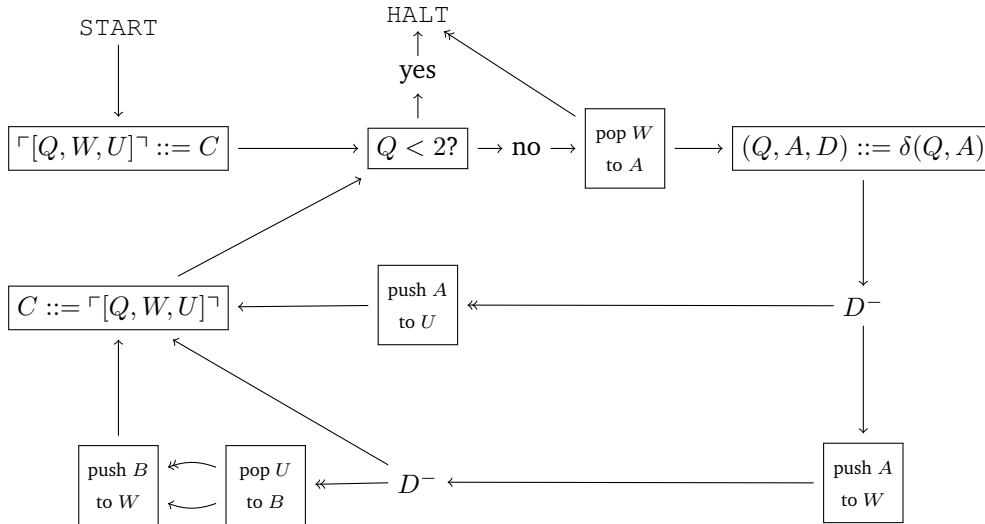 START
HALT
yes
⌜[Q, W, U]⌝ ::= C
Q < 2?
no
pop W
to A
(Q, A, D) ::= δ(Q, A)
C ::= ⌜[Q, W, U]⌝
push A
to U
D⁻
push B
to W
pop U
to B
D⁻
push A
to W